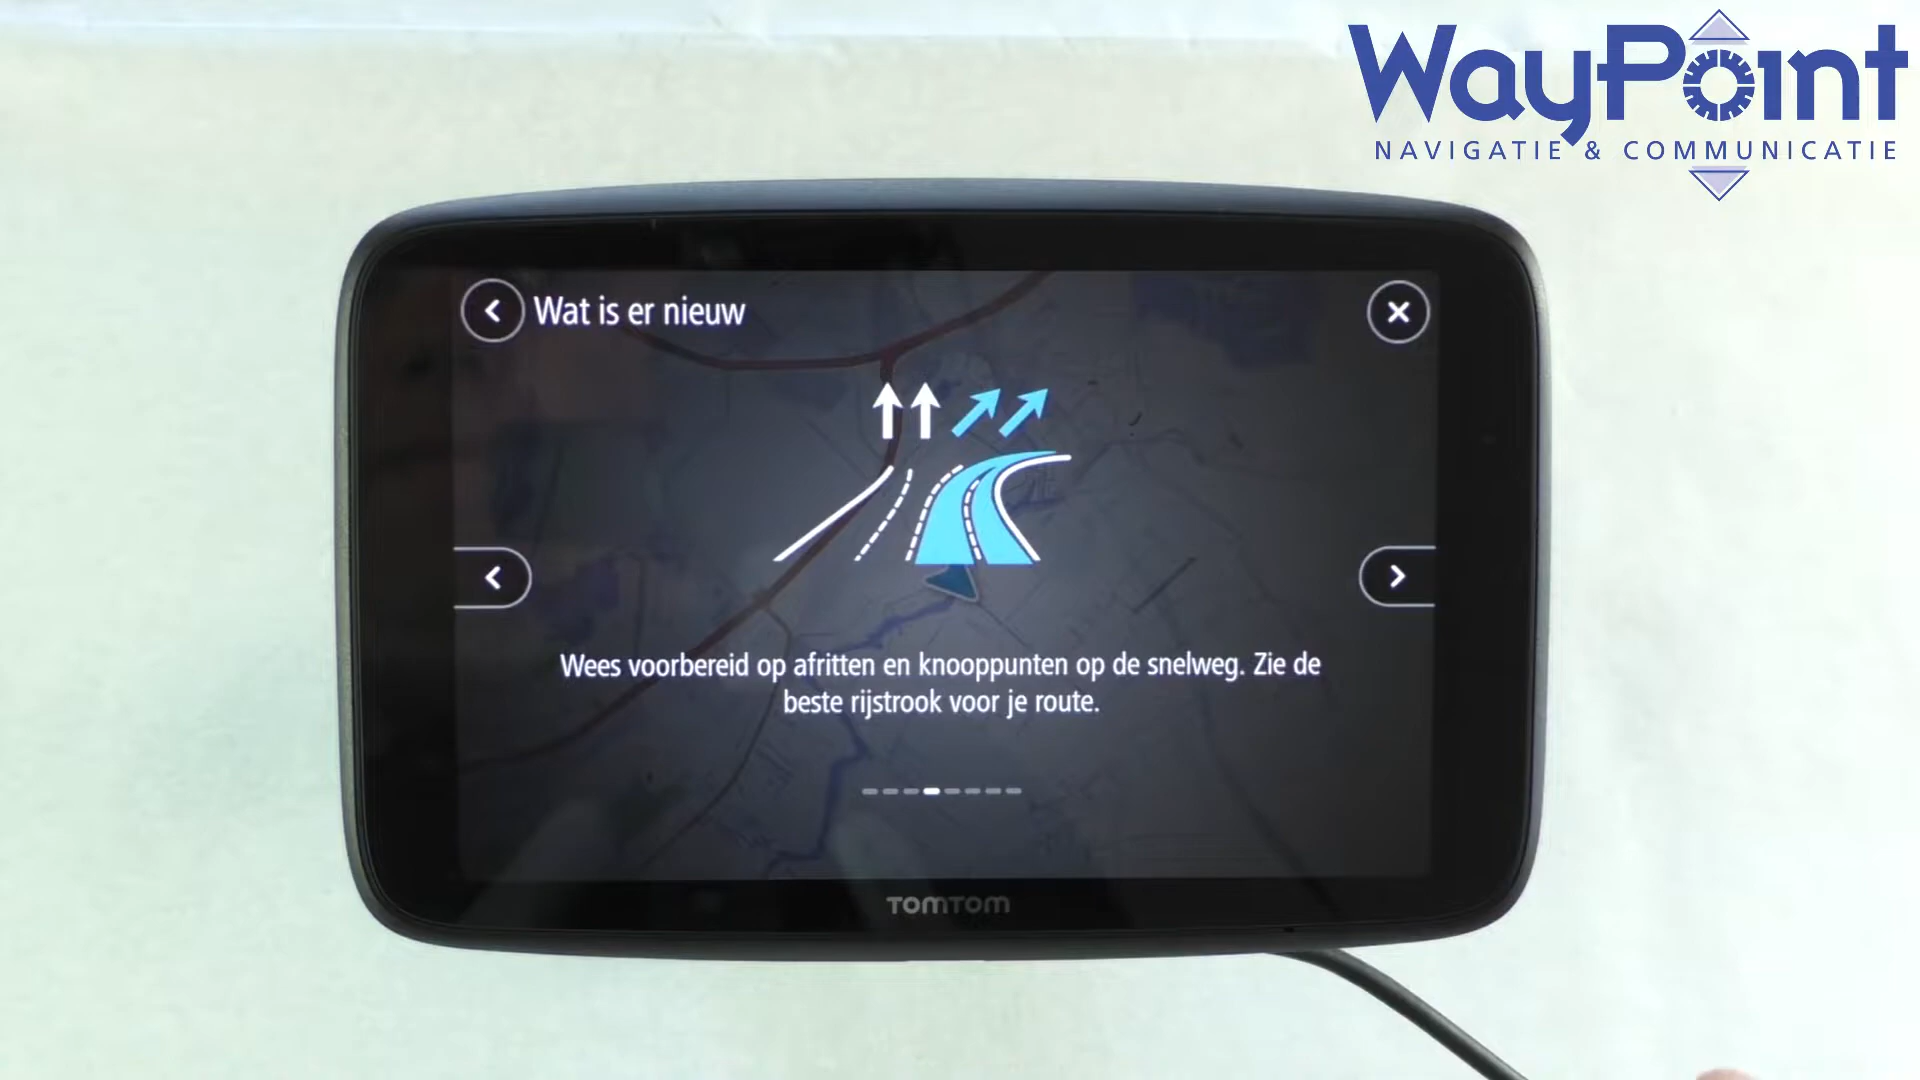 WayPoint
NAVIGATIE & COMMUNICATIE
Wat is er nieuw
Wees voorbereid op afritten en knooppunten op de snelweg. Zie de
beste rijstrook voor je route.
TOMTOM